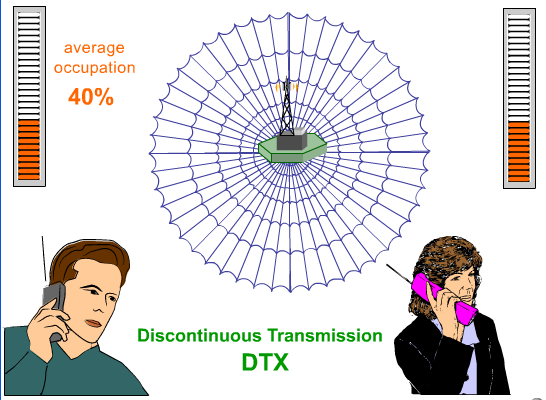 average
occupation
40%
Discontinuous Transmission
DTX